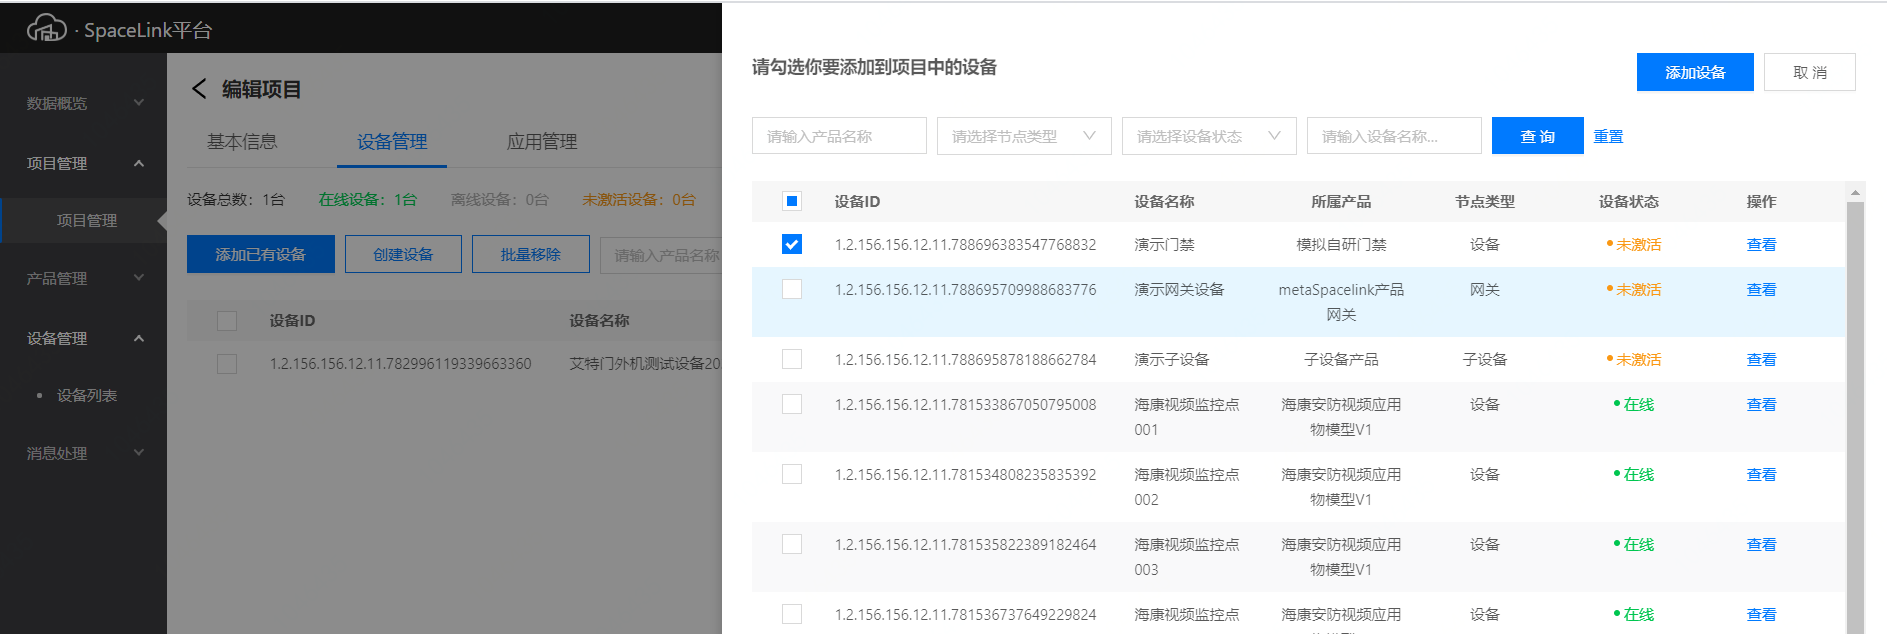 · SpaceLink平台
数据概览
项目管理
项目管理
产品管理
设备管理
设备列表
消息处理
编辑项目
基本信息 设备管理 应用管理
设备总数：1台 在线设备：1台 离线设备：0台 未激活设备：0台
添加已有设备 创建设备 批量移除 请输入产品名称
设备ID 设备名称
1.2.156.156.12.11.782996119339663360 艾特门外机测试设备20
请勾选你要添加到项目中的设备
添加设备 取 消
请输入产品名称 请选择节点类型 请选择设备状态 请输入设备名称... 查 询 重置
设备ID 设备名称 所属产品 节点类型 设备状态 操作
1.2.156.156.12.11.788696383547768832 演示门禁 模拟自研门禁 设备 未激活 查看
1.2.156.156.12.11.788695709988683776 演示网关设备 metaSpacelink产品 网关 未激活 查看
网关
1.2.156.156.12.11.788695878188662784 演示子设备 子设备产品 子设备 未激活 查看
1.2.156.156.12.11.781533867050795008 海康视频监控点 海康安防视频应用 设备 在线 查看
001 物模型V1
1.2.156.156.12.11.781534808235835392 海康视频监控点 海康安防视频应用 设备 在线 查看
002 物模型V1
1.2.156.156.12.11.781535822389182464 海康视频监控点 海康安防视频应用 设备 在线 查看
003 物模型V1
1.2.156.156.12.11.781536737649229824 海康视频监控点 海康安防视频应用 设备 在线 查看